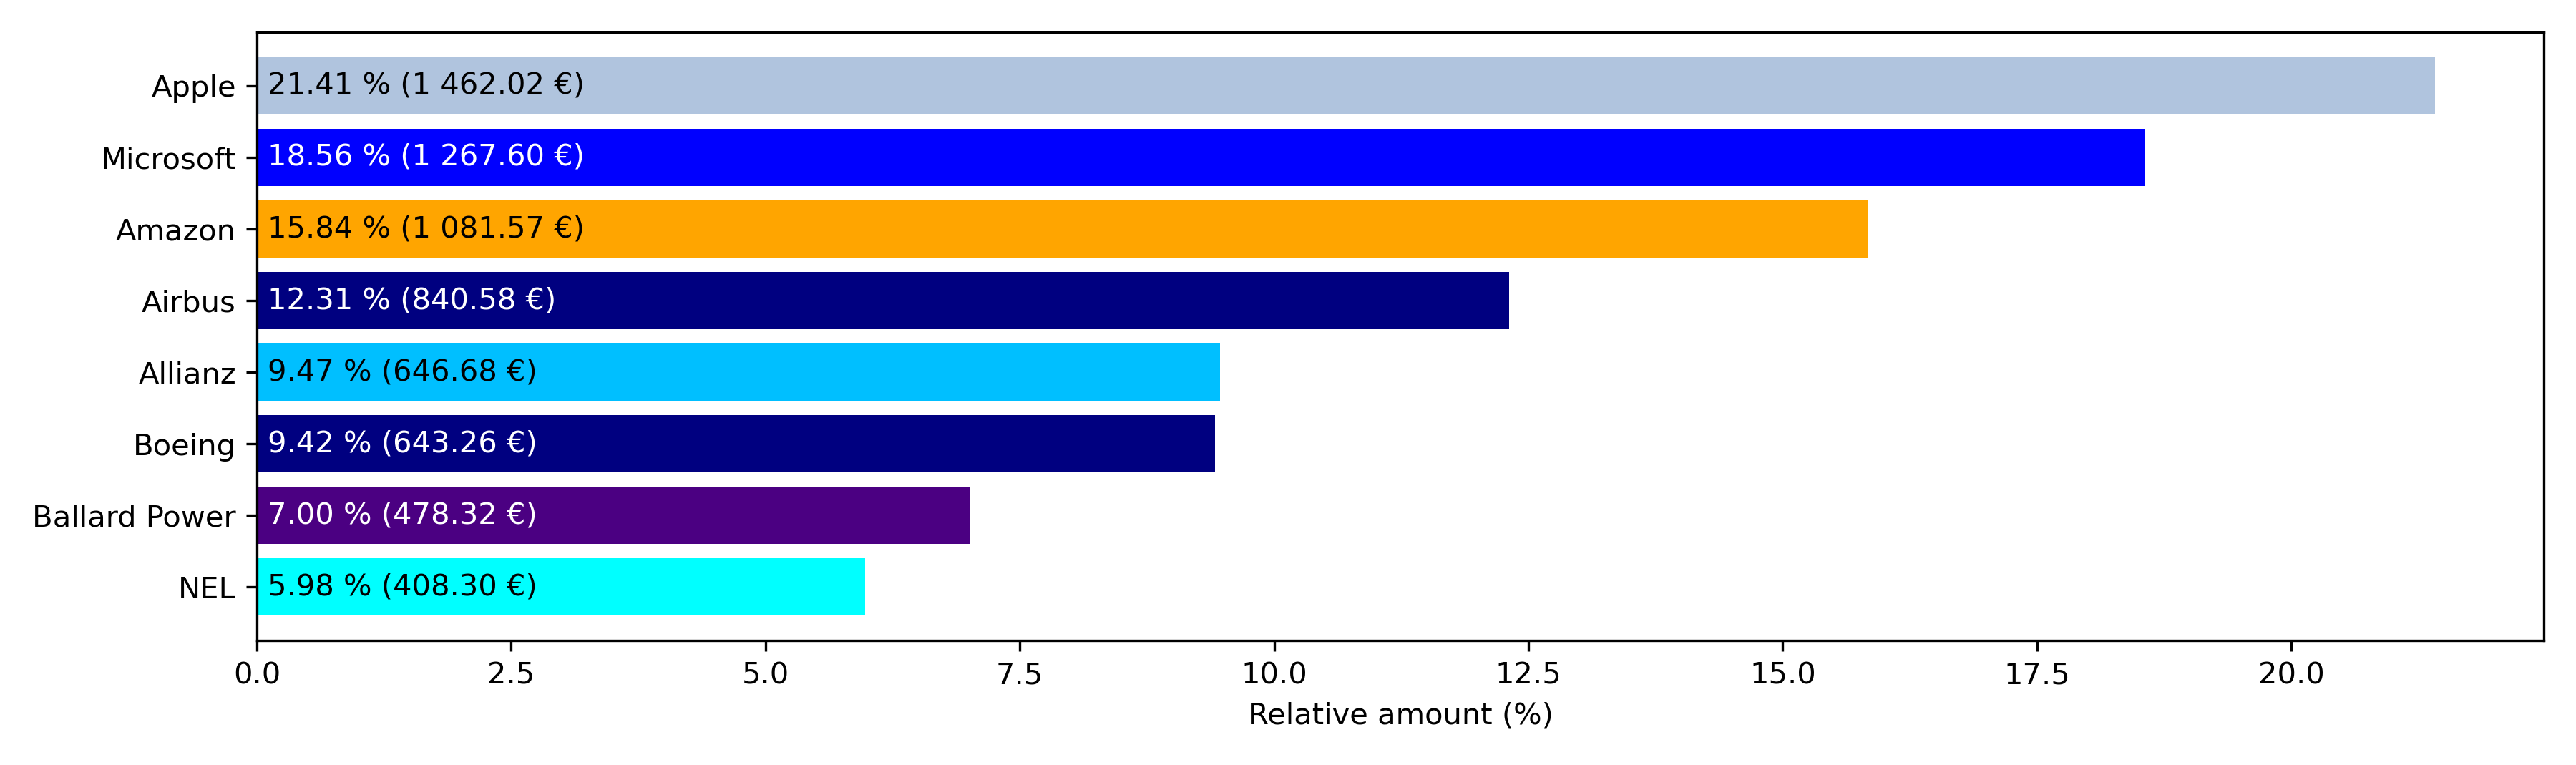 Apple 21.41 % (1 462.02 €)
Microsoft 18.56 % (1 267.60 €)
Amazon 15.84 % (1 081.57 €)
Airbus 12.31 % (840.58 €)
Allianz 9.47 % (646.68 €)
Boeing 9.42 % (643.26 €)
Ballard Power 7.00 % (478.32 €)
NEL 5.98 % (408.30 €)
0.0 2.5 5.0 7.5 10.0 12.5 15.0 17.5 20.0
Relative amount (%)